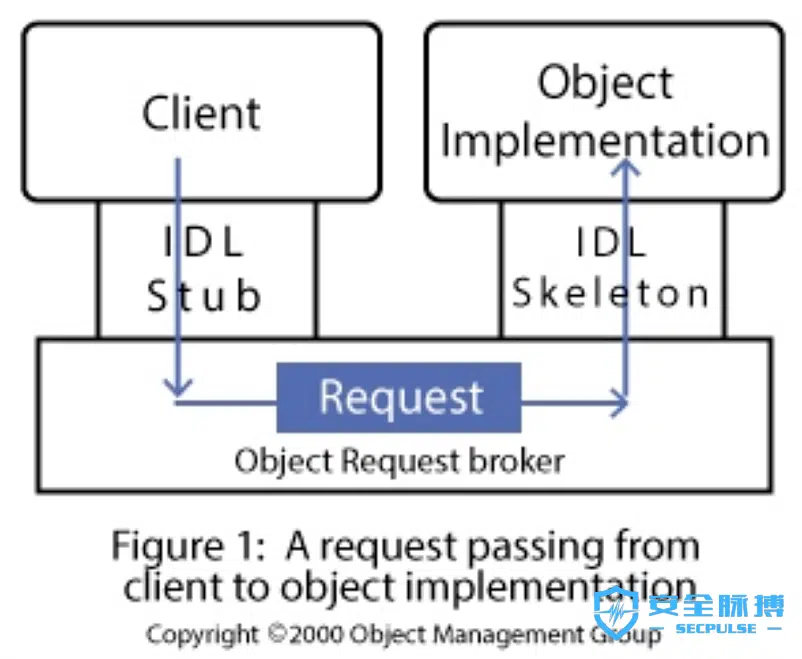 Client
Object
Implementation
IDL
Stub
IDL
Skeleton
Request
Object Request broker
Figure 1: A request passing from
client to object implementation
Copyright ©2000 Object Management Group
安全脉搏
SECPULSE